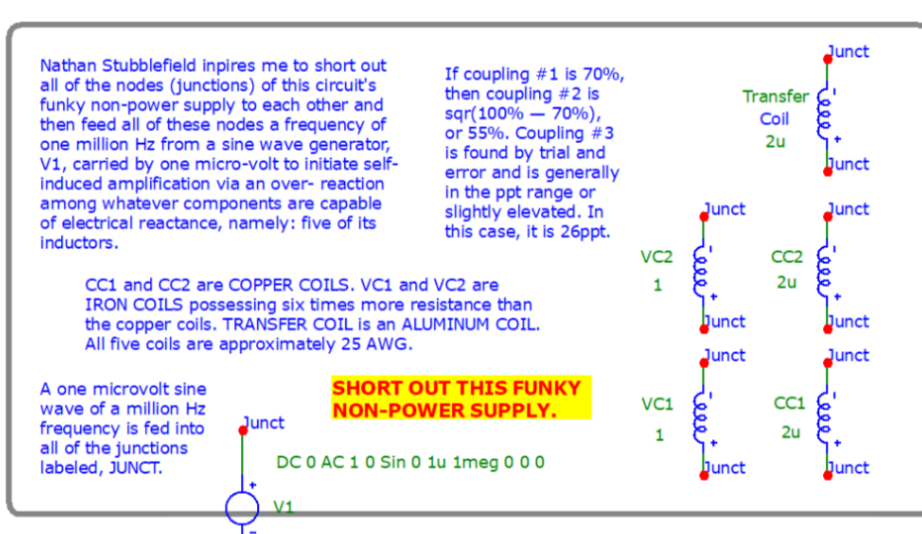 Nathan Stubblefield inpires me to short out
all of the nodes (junctions) of this circuit's
funky non-power supply to each other and
then feed all of these nodes a frequency of
one million Hz from a sine wave generator,
V1, carried by one micro-volt to initiate self-
induced amplification via an over- reaction
among whatever components are capable
of electrical reactance, namely: five of its
inductors.
If coupling #1 is 70%,
then coupling #2 is
sqr(100% — 70%),
or 55%. Coupling #3
is found by trial and
error and is generally
in the ppt range or
slightly elevated. In
this case, it is 26ppt.
Junct
Transfer
Coil
2u
+
Junct
Junct
VC2
1
+
Junct
Junct
CC2
2u
+
Junct
CC1 and CC2 are COPPER COILS. VC1 and VC2 are
IRON COILS possessing six times more resistance than
the copper coils. TRANSFER COIL is an ALUMINUM COIL.
All five coils are approximately 25 AWG.
Junct
VC1
1
+
Junct
Junct
CC1
2u
+
Junct
A one microvolt sine
wave of a million Hz
frequency is fed into
all of the junctions
labeled, JUNCT.
SHORT OUT THIS FUNKY
NON-POWER SUPPLY.
Junct
DC 0 AC 1 0 Sin 0 1u 1meg 0 0 0
+
V1
-